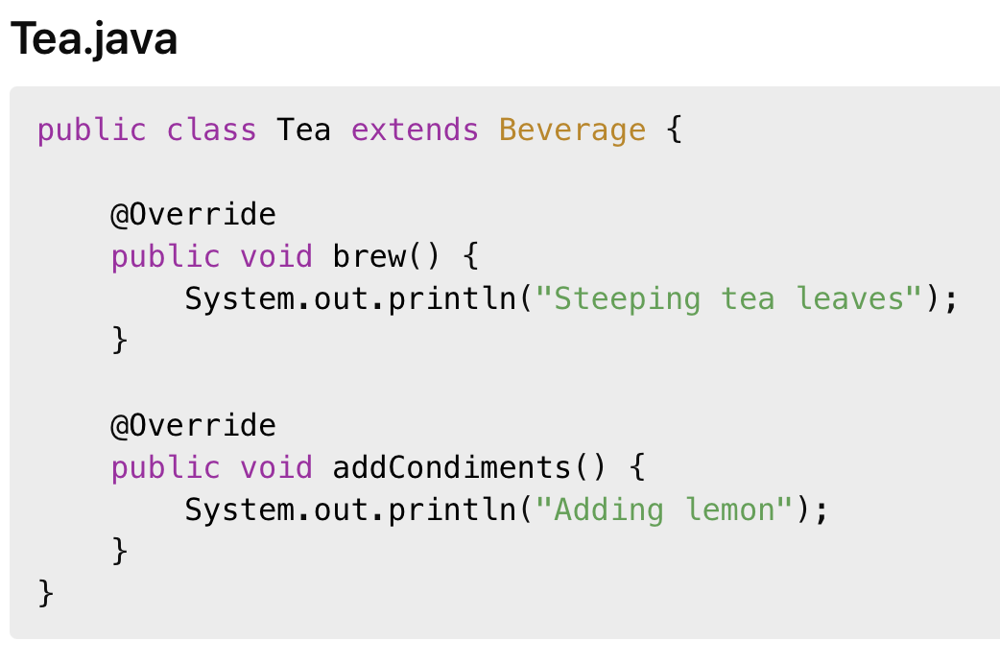 Tea.java
public class Tea extends Beverage {
@Override
public void brew() {
System.out.println("Steeping tea leaves");
}
@Override
public void addCondiments() {
System.out.println("Adding lemon");
}
}